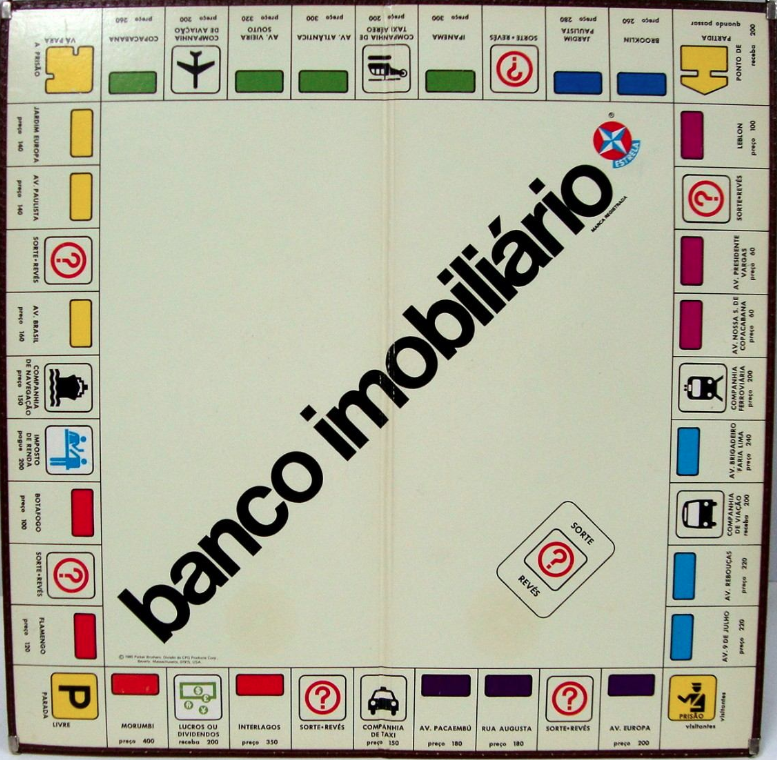 VÁ PARA
A PRISÃO
COPACABANA
preço 260
COMPANHIA
DE AVIAÇÃO
AV. VIEIRA
SOUTO
preço 320
AV. ATLÂNTICA
preço 300
COMPANHIA DE
TAXI AÉREO
preço 200
IPANEMA
preço 300
SORTE•REVÉS
JARDIM
PAULISTA
preço 280
BROOKLIN
preço 260
PONTO DE
PARTIDA
receba 200
quando passar
LEBLON
preço 100
SORTE•REVÉS
AV. PRESIDENTE
VARGAS
preço 60
AV. NOSSA S. DE
COPACABANA
preço 60
COMPANHIA
FERROVIÁRIA
preço 200
AV. BRIGADEIRO
FARIA LIMA
preço 240
COMPANHIA
DE VIAÇÃO
receba 200
AV. REBOUÇAS
preço 220
AV. 9 DE JULHO
preço 220
PRISÃO
visitantes
visitantes
AV. EUROPA
preço 200
SORTE•REVÉS
RUA AUGUSTA
preço 180
AV. PACAEMBÚ
preço 180
COMPANHIA
DE TAXI
preço 150
SORTE•REVÉS
INTERLAGOS
preço 350
LUCROS OU
DIVIDENDOS
receba 200
MORUMBI
preço 400
P
PARADA
LIVRE
FLAMENGO
preço 120
SORTE•REVÉS
BOTAFOGO
preço 100
IMPOSTO
DE RENDA
pague 200
COMPANHIA
DE NAVEGAÇÃO
preço 150
AV. BRASIL
preço 160
SORTE•REVÉS
AV. PAULISTA
preço 140
JARDIM EUROPA
preço 140
banco imobiliário
MARCA REGISTRADA
®
ESTRELA
SORTE
?
REVÉS